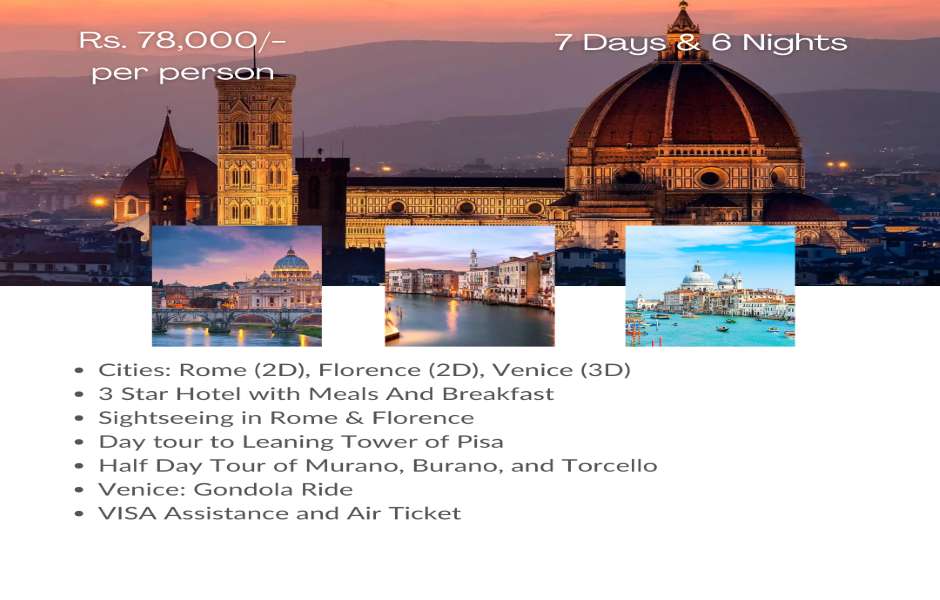 Rs. 78,000/-
per person
7 Days & 6 Nights
• Cities: Rome (2D), Florence (2D), Venice (3D)
• 3 Star Hotel with Meals And Breakfast
• Sightseeing in Rome & Florence
• Day tour to Leaning Tower of Pisa
• Half Day Tour of Murano, Burano, and Torcello
• Venice: Gondola Ride
• VISA Assistance and Air Ticket